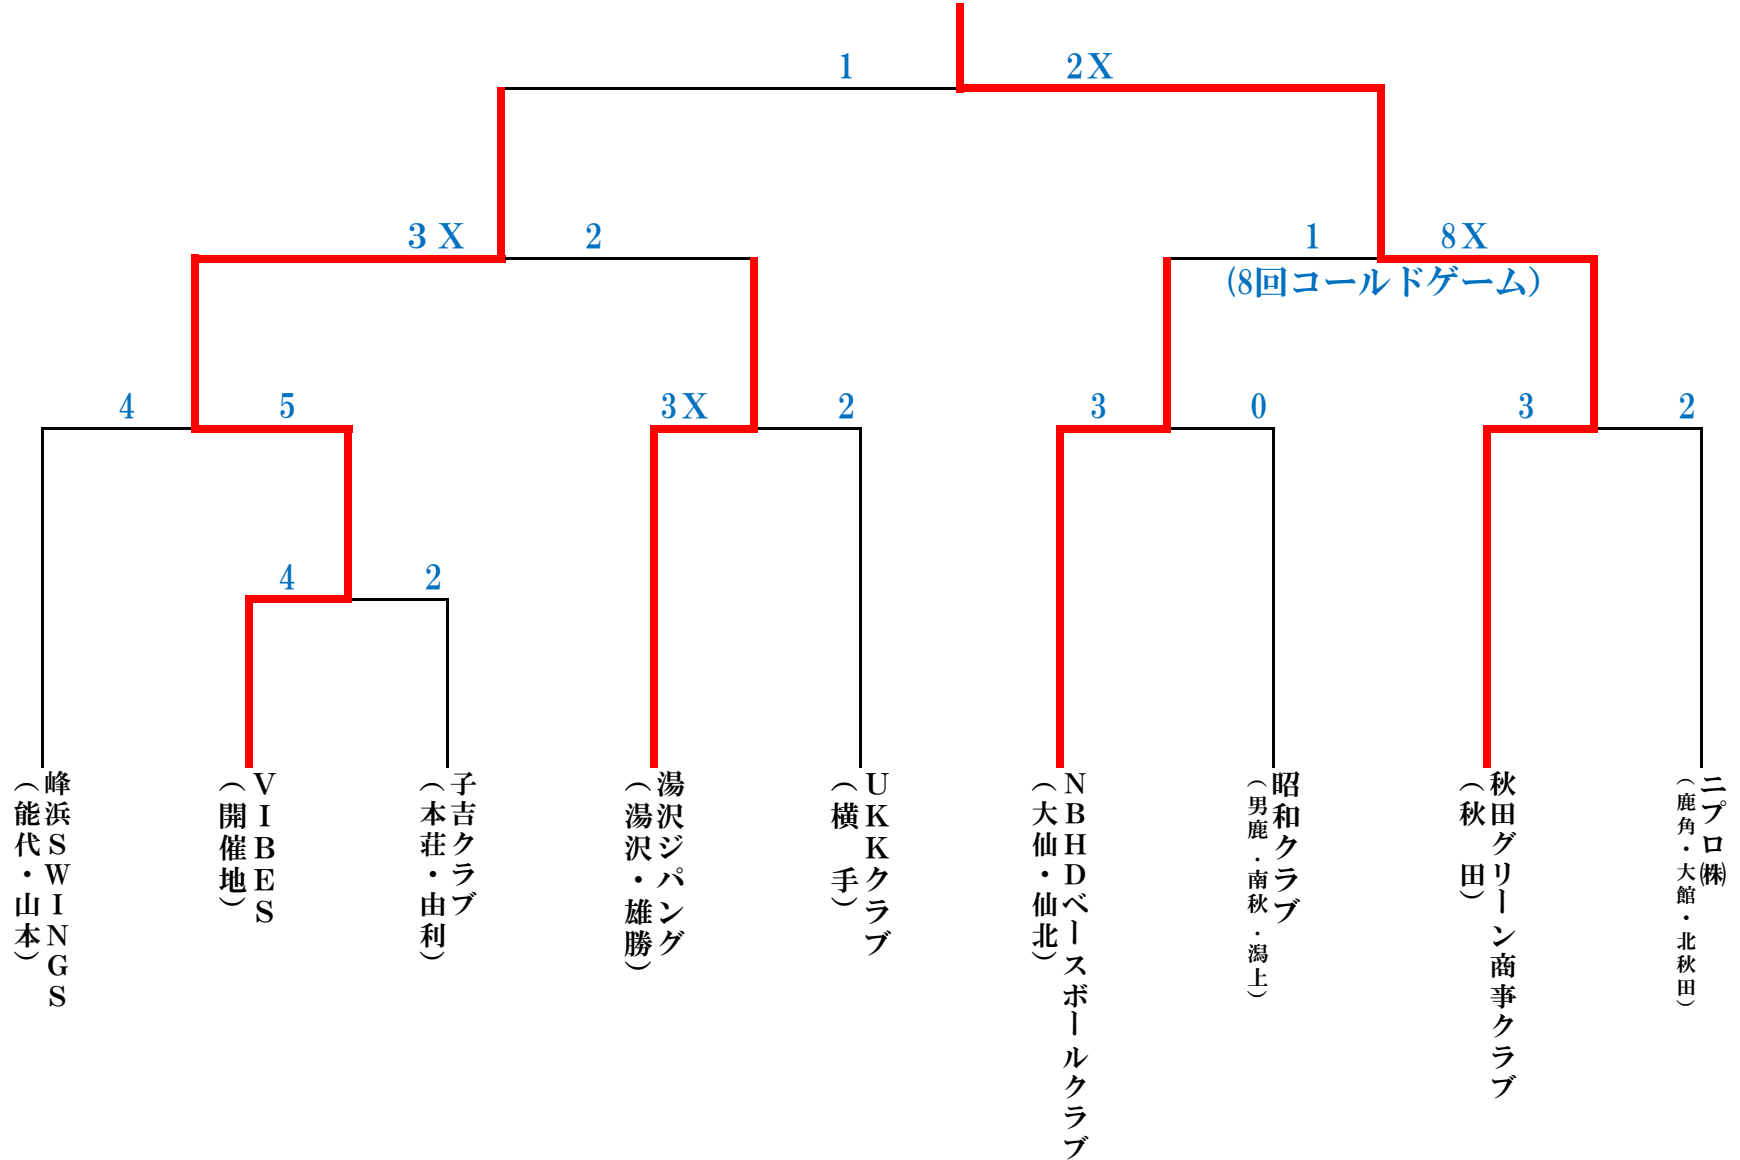 1
2X
3 X
2
1
8X
(8回コールドゲーム)
4
5
3X
2
3
0
3
2
4
2
峰浜SWINGS
(能代・山本)
VIBES
(開催地)
子吉クラブ
(本荘・由利)
湯沢ジパング
(湯沢・雄勝)
UKKクラブ
(横　手)
NBHDベースボールクラブ
(大仙・仙北)
昭和クラブ
(男鹿・南秋・潟上)
秋田グリーン商事クラブ
(秋　田)
ニプロ㈱
(鹿角・大館・北秋田)